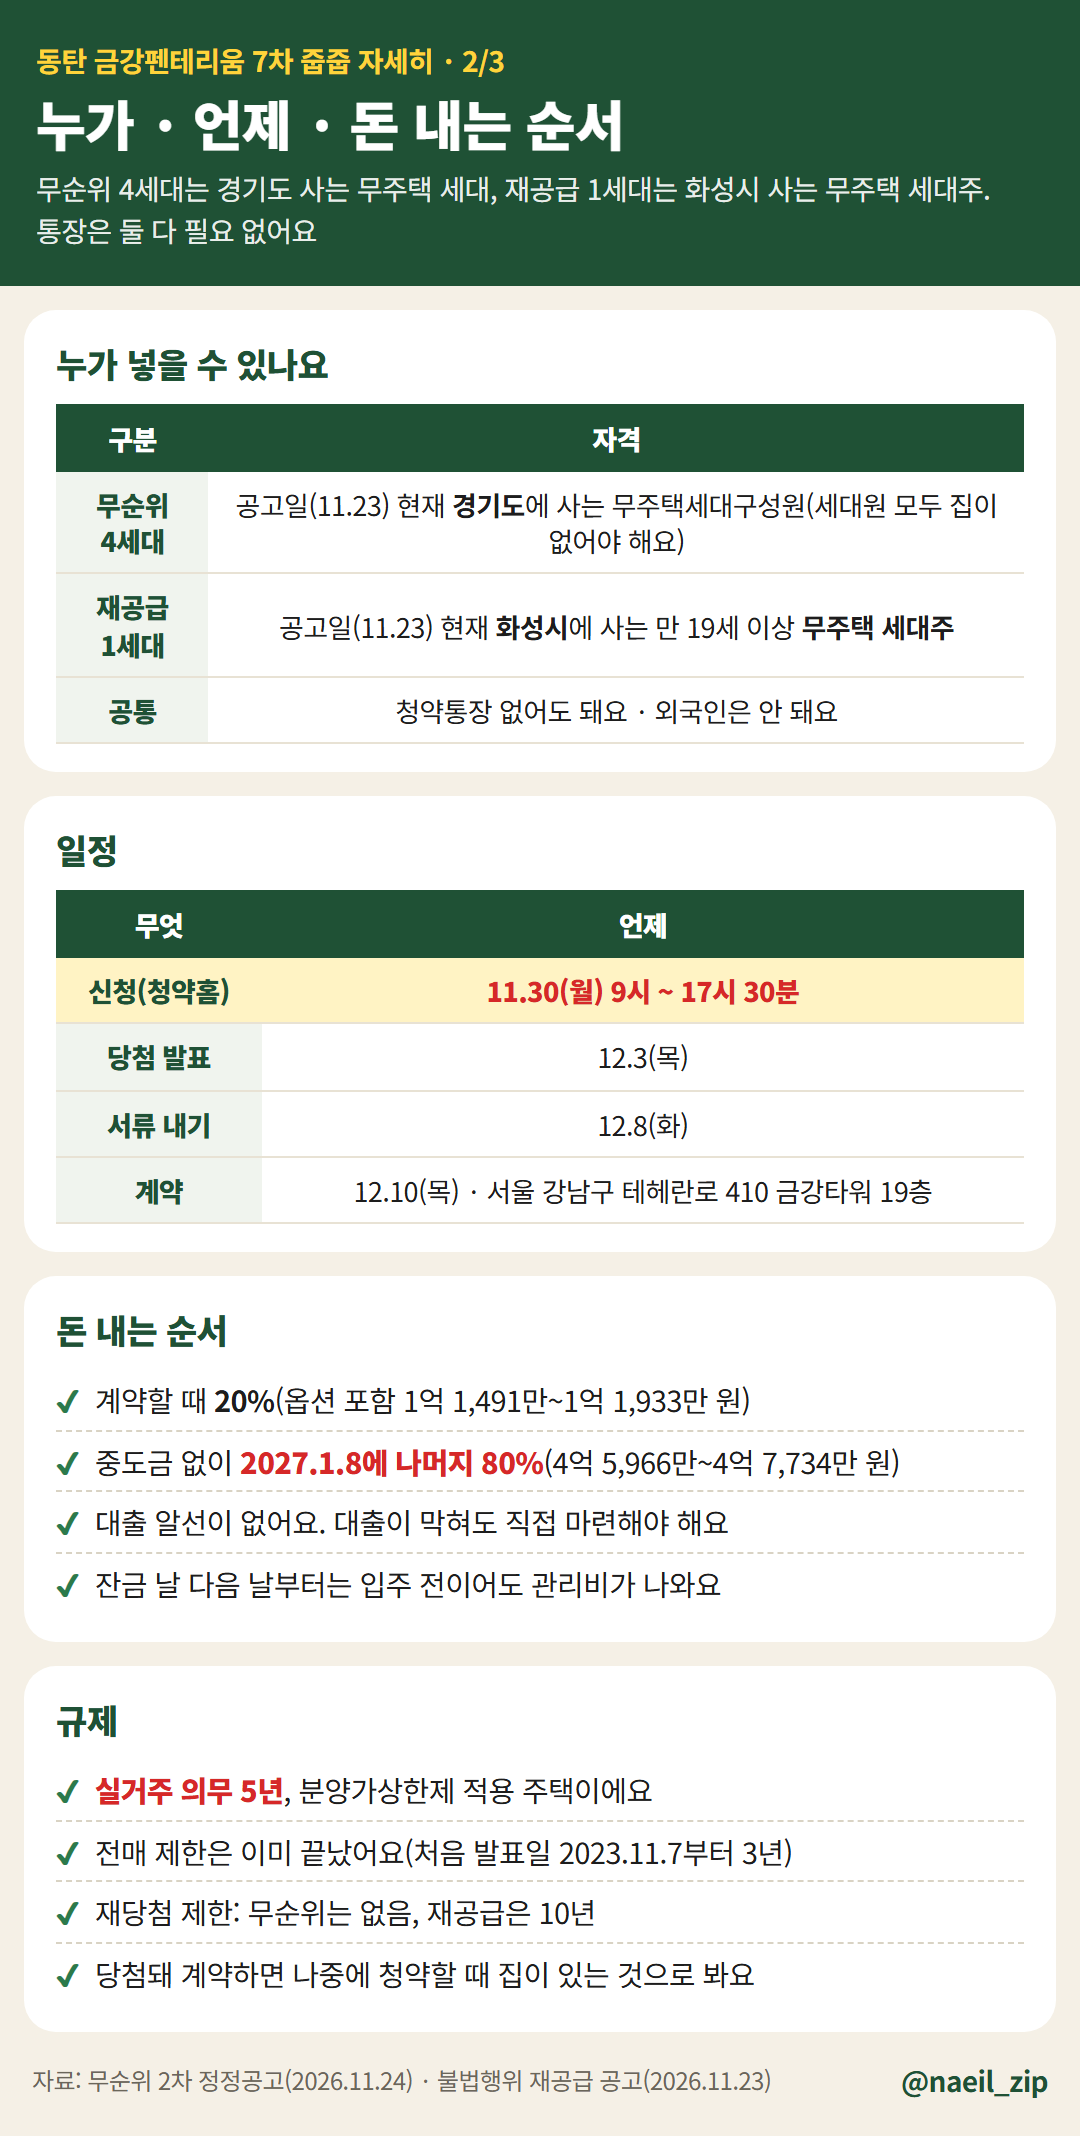 동탄 금강펜테리움 7차 줍줍 자세히 · 2/3
누가 · 언제 · 돈 내는 순서
무순위 4세대는 경기도 사는 무주택 세대, 재공급 1세대는 화성시 사는 무주택 세대주.
통장은 둘 다 필요 없어요
누가 넣을 수 있나요
구분 자격
무순위 4세대 공고일(11.23) 현재 경기도에 사는 무주택세대구성원(세대원 모두 집이
없어야 해요)
재공급 1세대 공고일(11.23) 현재 화성시에 사는 만 19세 이상 무주택 세대주
공통 청약통장 없어도 돼요 · 외국인은 안 돼요
일정
무엇 언제
신청(청약홈) 11.30(월) 9시 ~ 17시 30분
당첨 발표 12.3(목)
서류 내기 12.8(화)
계약 12.10(목) · 서울 강남구 테헤란로 410 금강타워 19층
돈 내는 순서
✔ 계약할 때 20%(옵션 포함 1억 1,491만~1억 1,933만 원)
✔ 중도금 없이 2027.1.8에 나머지 80%(4억 5,966만~4억 7,734만 원)
✔ 대출 알선이 없어요. 대출이 막혀도 직접 마련해야 해요
✔ 잔금 날 다음 날부터는 입주 전이어도 관리비가 나와요
규제
✔ 실거주 의무 5년, 분양가상한제 적용 주택이에요
✔ 전매 제한은 이미 끝났어요(처음 발표일 2023.11.7부터 3년)
✔ 재당첨 제한: 무순위는 없음, 재공급은 10년
✔ 당첨돼 계약하면 나중에 청약할 때 집이 있는 것으로 봐요
자료: 무순위 2차 정정공고(2026.11.24) · 불법행위 재공급 공고(2026.11.23)
@naeil_zip